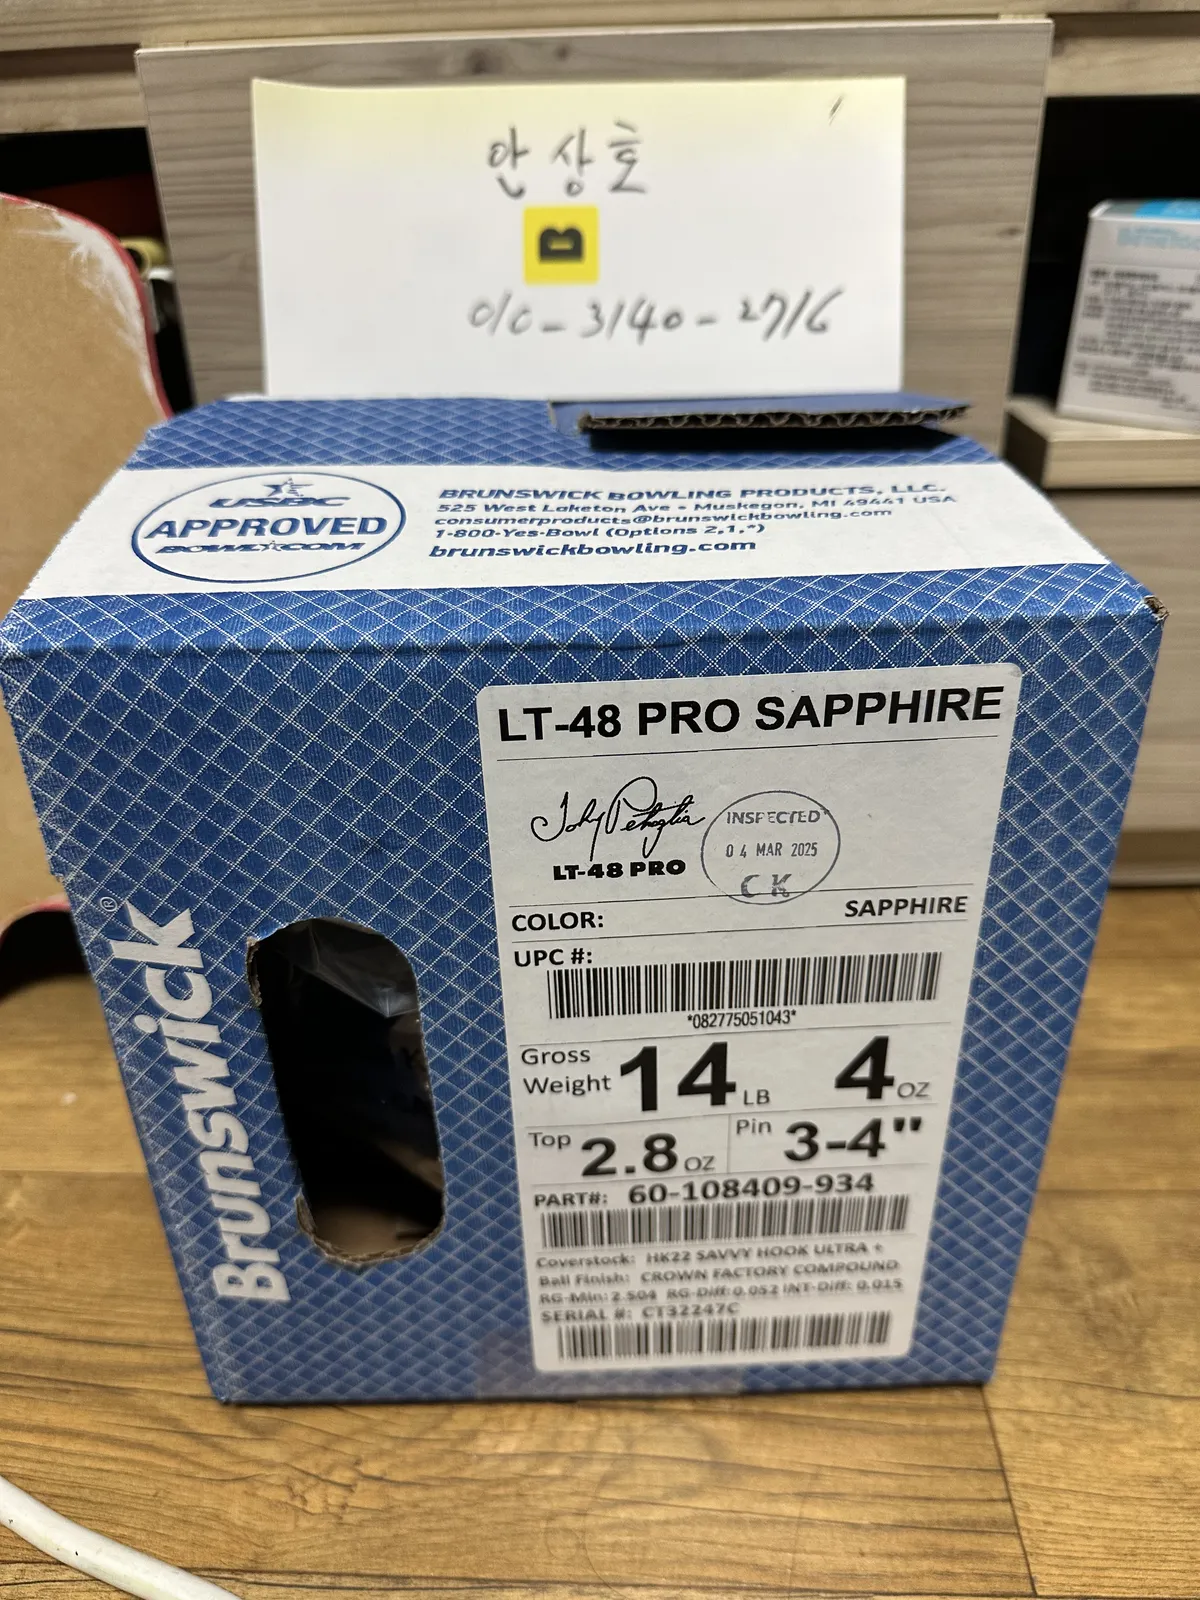 안상호
B
010-3140-2716
USBC
APPROVED
BOWL★COM
BRUNSWICK BOWLING PRODUCTS, LLC.
525 West Laketon Ave • Muskegon, MI 49441 USA
consumerproducts@brunswickbowling.com
1-800-Yes-Bowl (Options 2,1,*)
brunswickbowling.com
Brunswick®
LT-48 PRO SAPPHIRE
LT-48 PRO
INSPECTED
04 MAR 2025
CK
COLOR: SAPPHIRE
UPC #:
*082775051043*
Gross Weight 14 LB 4 OZ
Top 2.8 OZ Pin 3-4"
PART#: 60-108409-934
Coverstock: HK22 SAVVY HOOK ULTRA +
Ball Finish: CROWN FACTORY COMPOUND
RG-Min: 2.504 RG-Diff: 0.052 INT-Diff: 0.015
SERIAL #: CT32247C